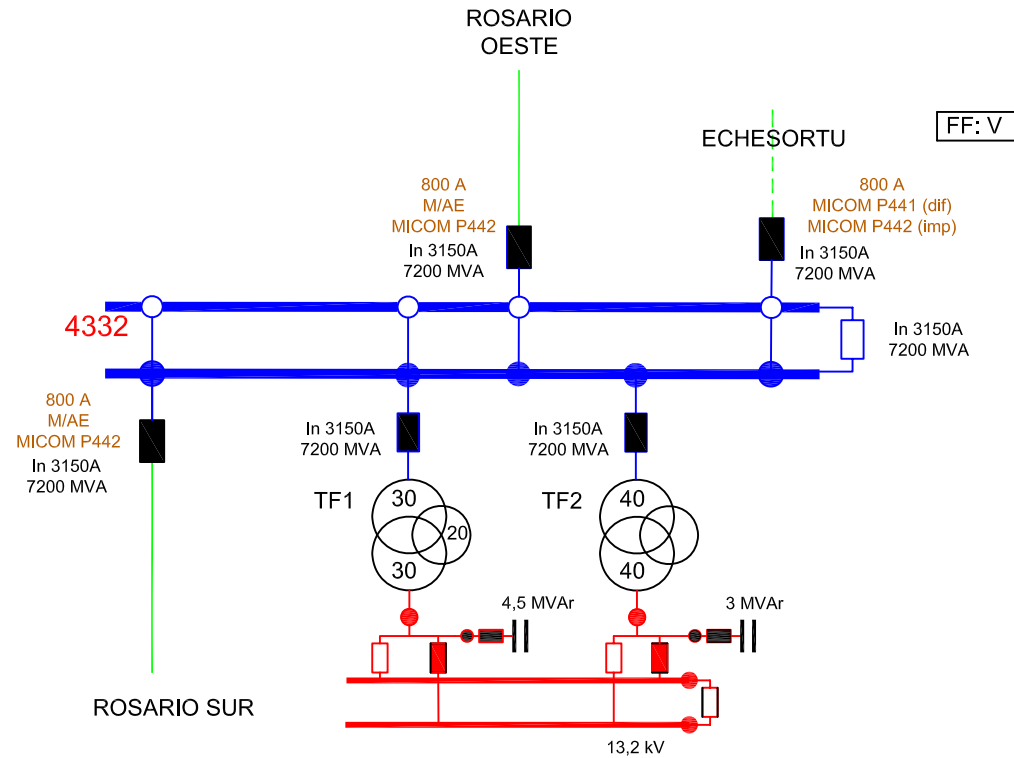 ROSARIO
OESTE
ECHESORTU
FF: V
800 A
M/AE
MICOM P442
In 3150A
7200 MVA
800 A
MICOM P441 (dif)
MICOM P442 (imp)
In 3150A
7200 MVA
4332
In 3150A
7200 MVA
800 A
M/AE
MICOM P442
In 3150A
7200 MVA
In 3150A
7200 MVA
In 3150A
7200 MVA
TF1
30
20
30
TF2
40
40
4,5 MVAr
3 MVAr
ROSARIO SUR
13,2 kV